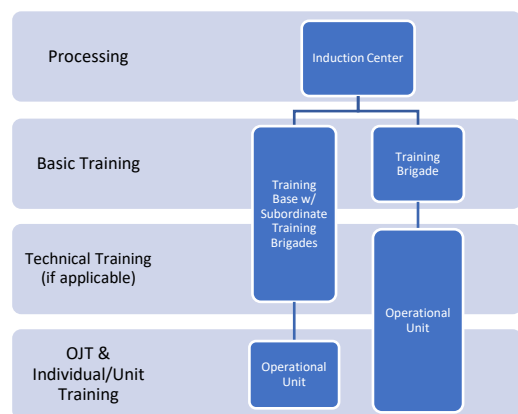 Processing
Induction Center
Basic Training
Training
Base w/
Subordinate
Training
Brigades
Training
Brigade
Technical Training
(if applicable)
Operational
Unit
OJT &
Individual/Unit
Training
Operational
Unit